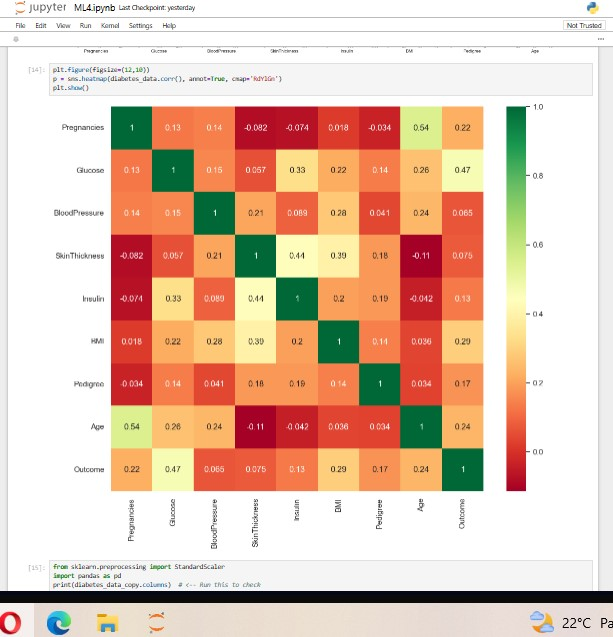 jupyter ML4.ipynb Last Checkpoint: yesterday
File Edit View Run Kernel Settings Help Not Trusted
Pregnancies Glucose BloodPressure SkinThickness Insulin BMI Pedigree Age
[14]: plt.figure(figsize=(12,10))
p = sns.heatmap(diabetes_data.corr(), annot=True, cmap='RdYlGn')
plt.show()
1.0
Pregnancies 1 0.13 0.14 -0.082 -0.074 0.018 -0.034 0.54 0.22
Glucose 0.13 1 0.15 0.057 0.33 0.22 0.14 0.26 0.47
0.8
BloodPressure 0.14 0.15 1 0.21 0.089 0.28 0.041 0.24 0.065
0.6
SkinThickness -0.082 0.057 0.21 1 0.44 0.39 0.18 -0.11 0.075
Insulin -0.074 0.33 0.089 0.44 1 0.2 0.19 -0.042 0.13
0.4
BMI 0.018 0.22 0.28 0.39 0.2 1 0.14 0.036 0.29
0.2
Pedigree -0.034 0.14 0.041 0.18 0.19 0.14 1 0.034 0.17
Age 0.54 0.26 0.24 -0.11 -0.042 0.036 0.034 1 0.24
0.0
Outcome 0.22 0.47 0.065 0.075 0.13 0.29 0.17 0.24 1
Pregnancies Glucose BloodPressure SkinThickness Insulin BMI Pedigree Age Outcome
[15]: from sklearn.preprocessing import StandardScaler
import pandas as pd
print(diabetes_data_copy.columns) # <-- Run this to check
22°C Pa